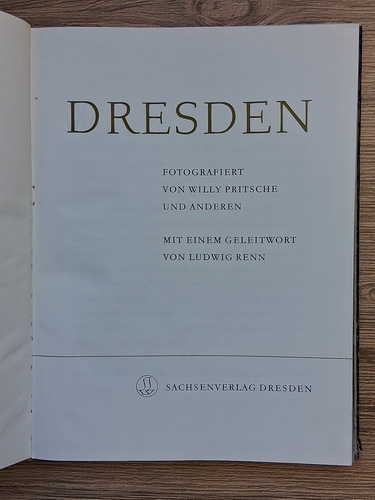 DRESDEN
FOTOGRAFIERT
VON WILLY PRITSCHE
UND ANDEREN
MIT EINEM GELEITWORT
VON LUDWIG RENN
SACHSENVERLAG DRESDEN